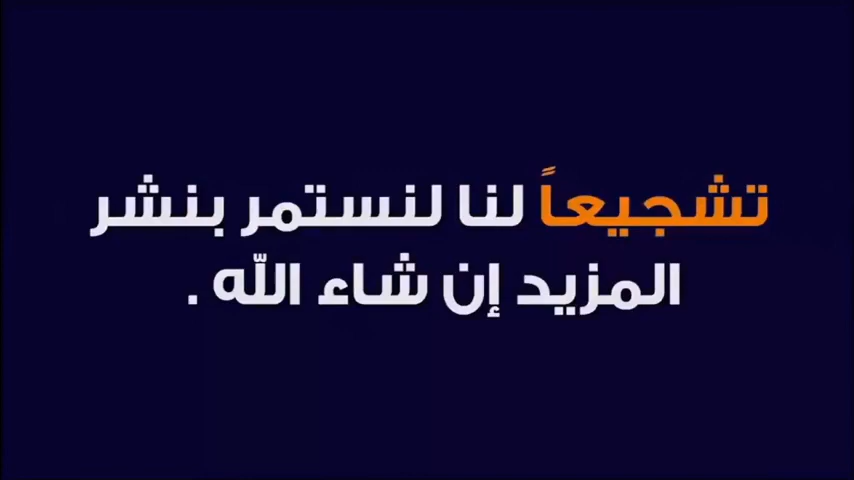 تشجيعاً لنا لنستمر بنشر
المزيد إن شاء الله .